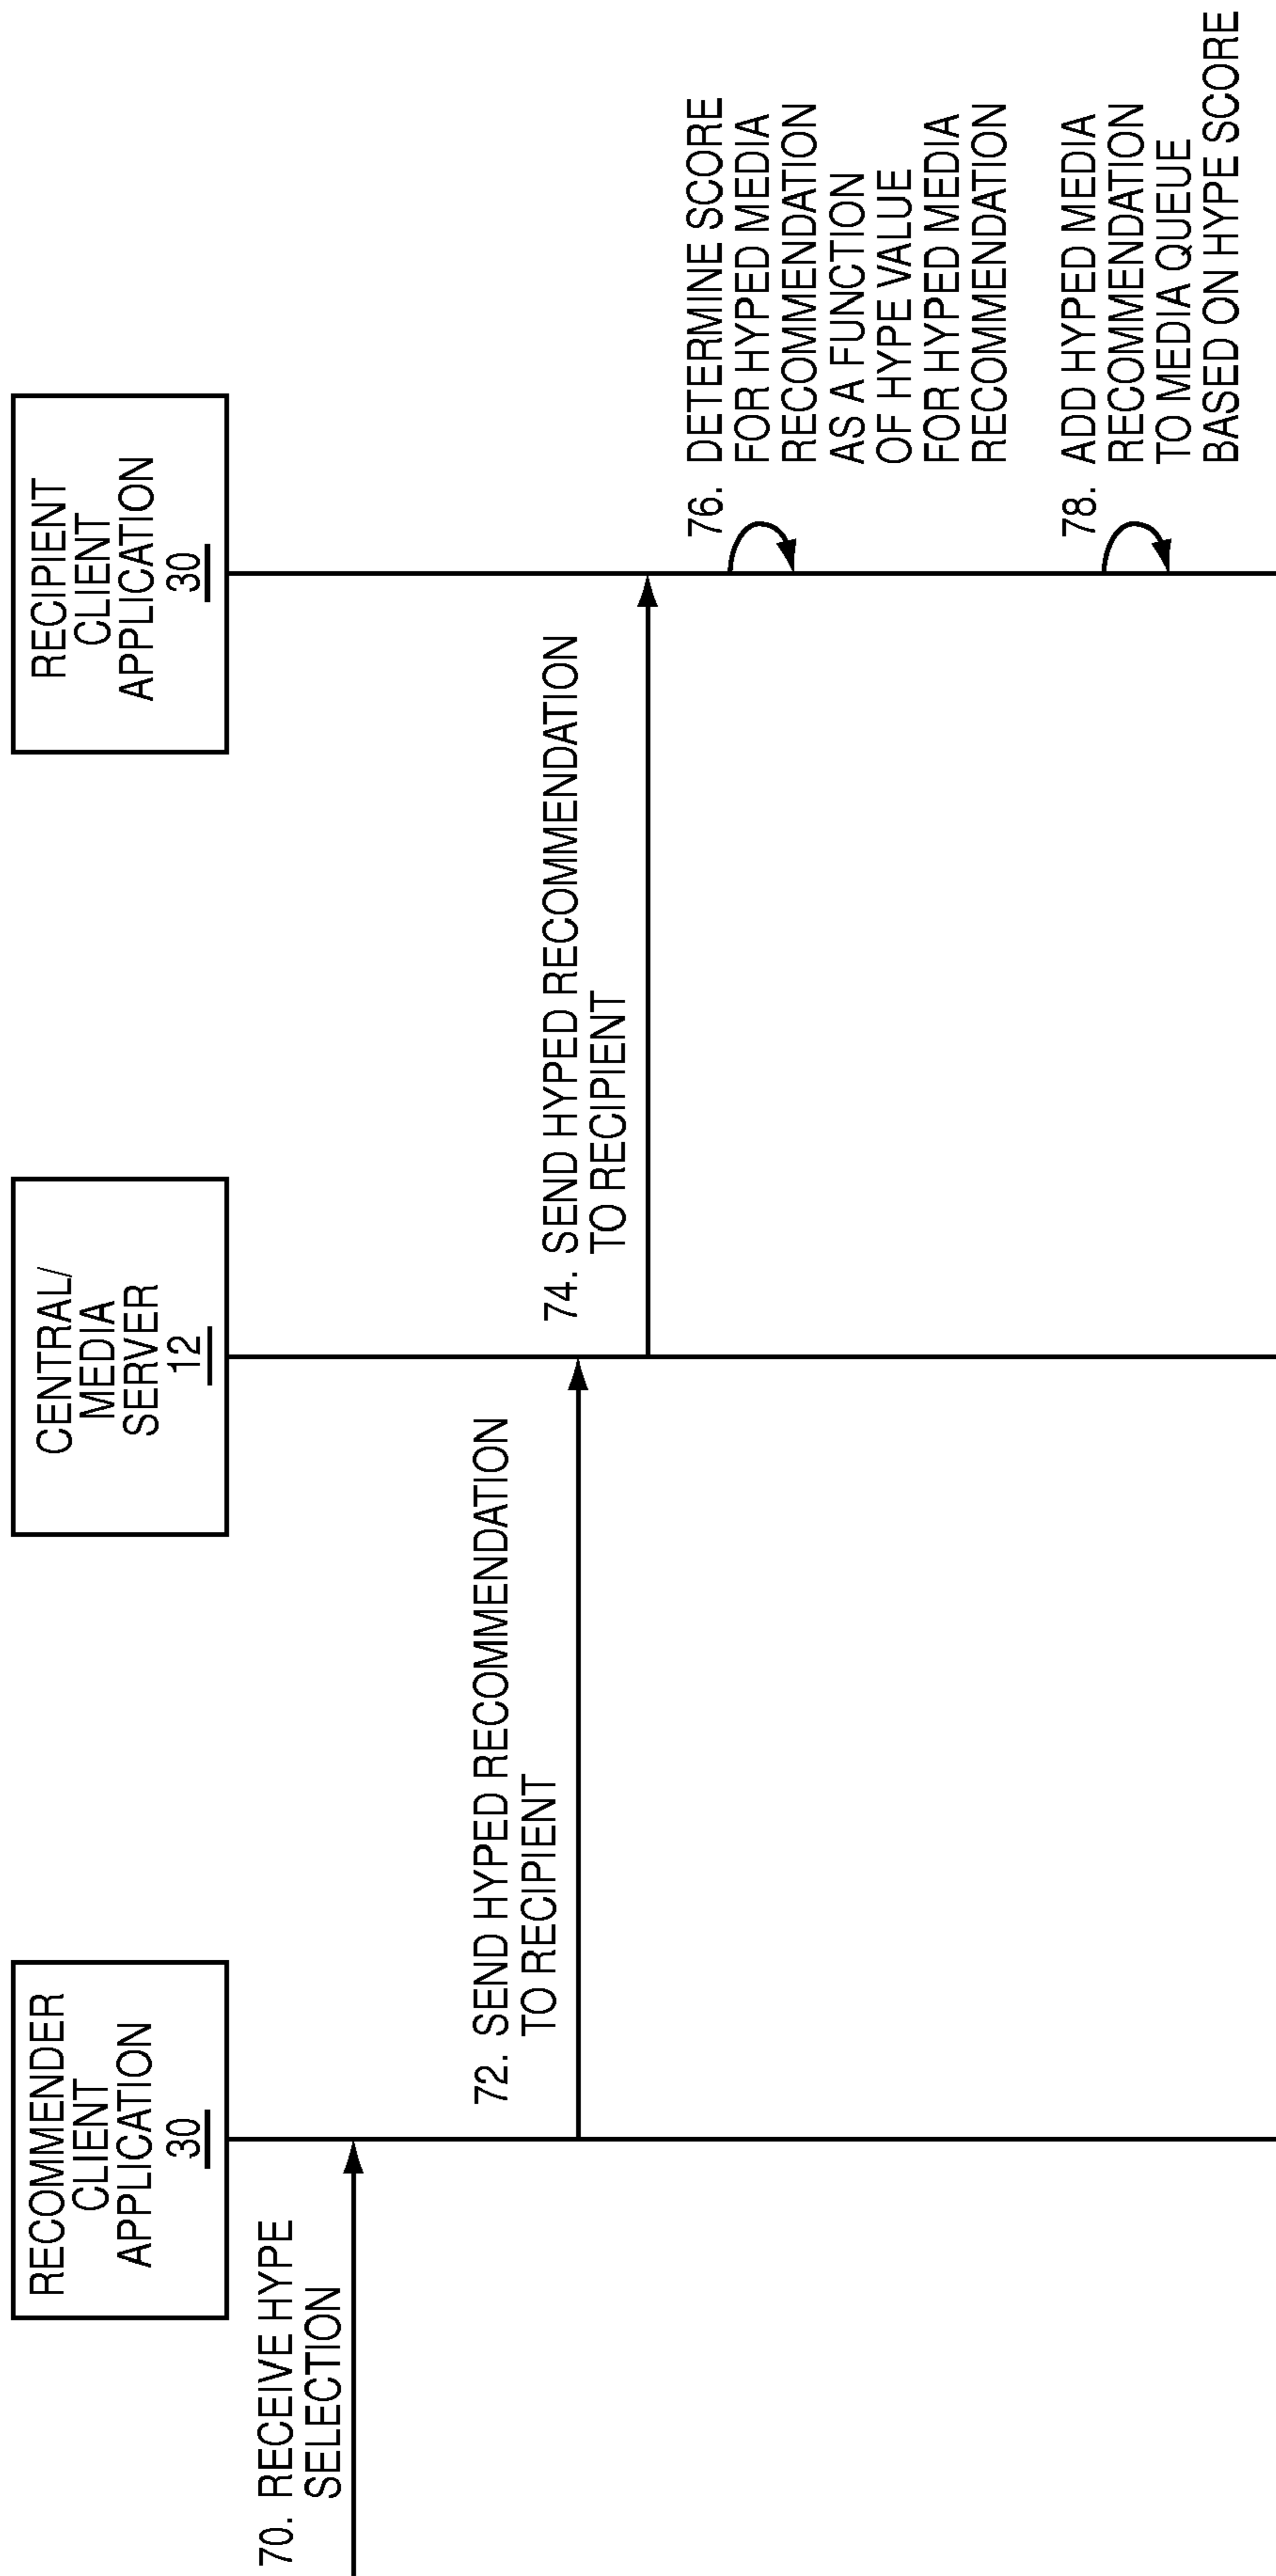 RECOMMENDER
CLIENT
APPLICATION
30
CENTRAL/
MEDIA
SERVER
12
RECIPIENT
CLIENT
APPLICATION
30
70. RECEIVE HYPE
SELECTION
72. SEND HYPED RECOMMENDATION
TO RECIPIENT
74. SEND HYPED RECOMMENDATION
TO RECIPIENT
76. DETERMINE SCORE
FOR HYPED MEDIA
RECOMMENDATION
AS A FUNCTION
OF HYPE VALUE
FOR HYPED MEDIA
RECOMMENDATION
78. ADD HYPED MEDIA
RECOMMENDATION
TO MEDIA QUEUE
BASED ON HYPE SCORE